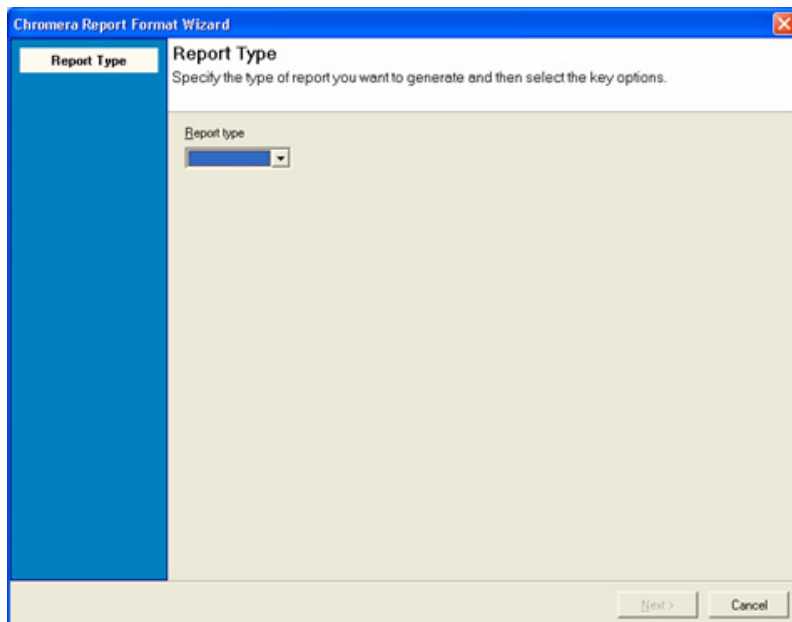 Chromera Report Format Wizard
Report Type
Report Type
Specify the type of report you want to generate and then select the key options.
Report type
Next >
Cancel